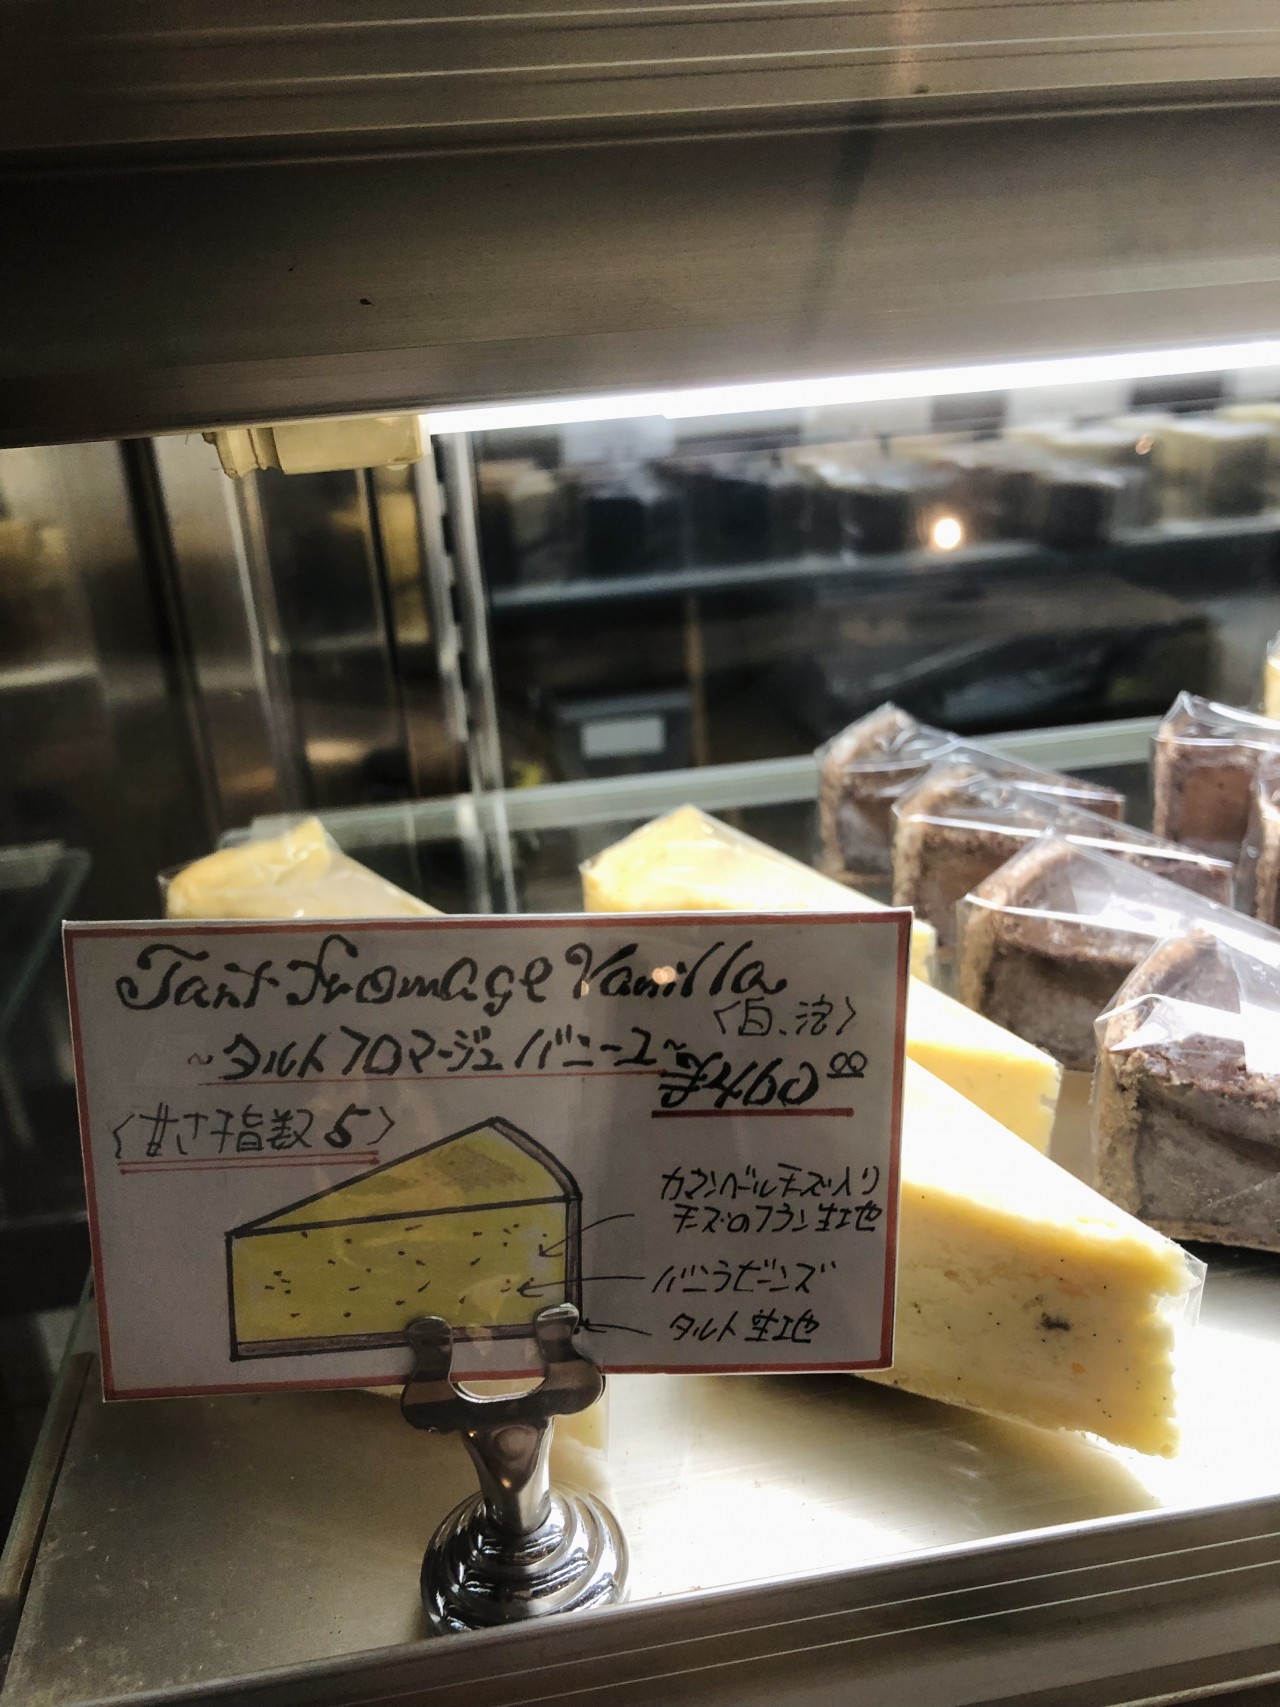 Tart fromage Vanilla
〈白、泡〉
~タルトフロマージュバニーユ~
¥460.00
〈甘さ指数5〉
カマンベールチーズ入り
チーズのフラン生地
バニラビーンズ
タルト生地